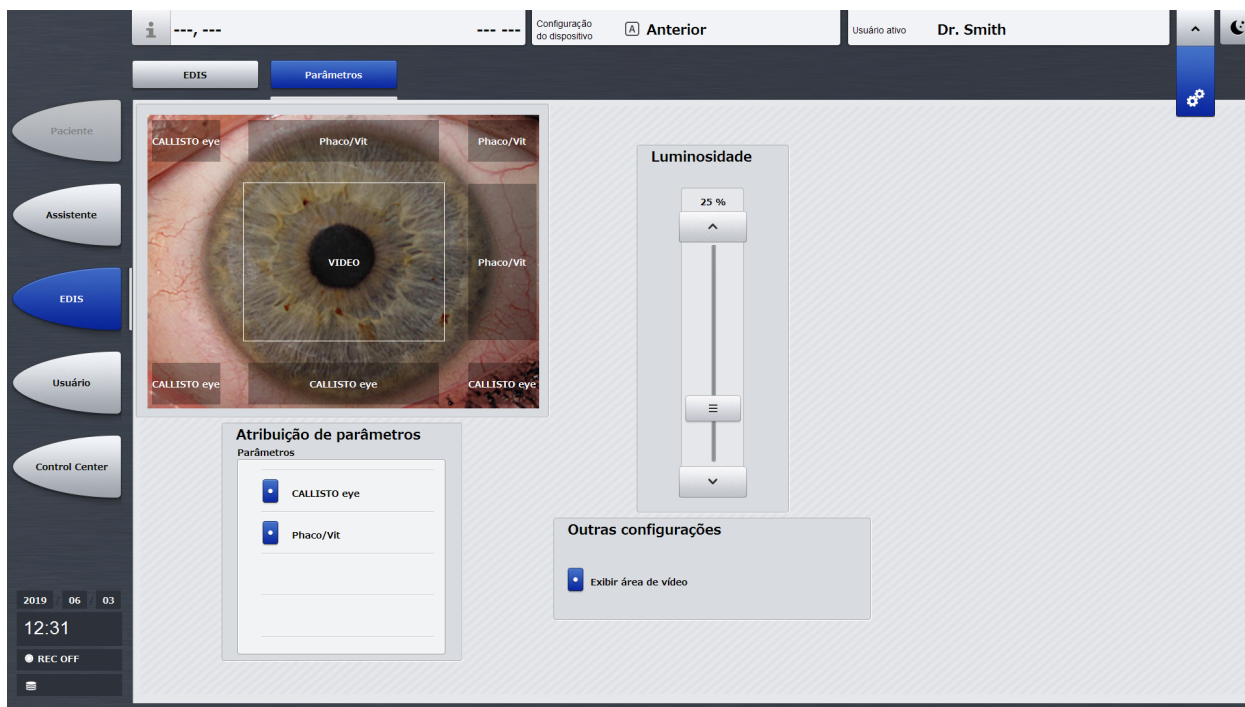 ---, ---
--- ---
Configuração
do dispositivo
A Anterior
Usuário ativo
Dr. Smith
EDIS
Parâmetros
Paciente
Assistente
EDIS
Usuário
Control Center
CALLISTO eye
Phaco/Vit
Phaco/Vit
VIDEO
Phaco/Vit
CALLISTO eye
CALLISTO eye
CALLISTO eye
Luminosidade
25 %
Atribuição de parâmetros
Parâmetros
CALLISTO eye
Phaco/Vit
Outras configurações
Exibir área de vídeo
2019 / 06 / 03
12:31
REC OFF